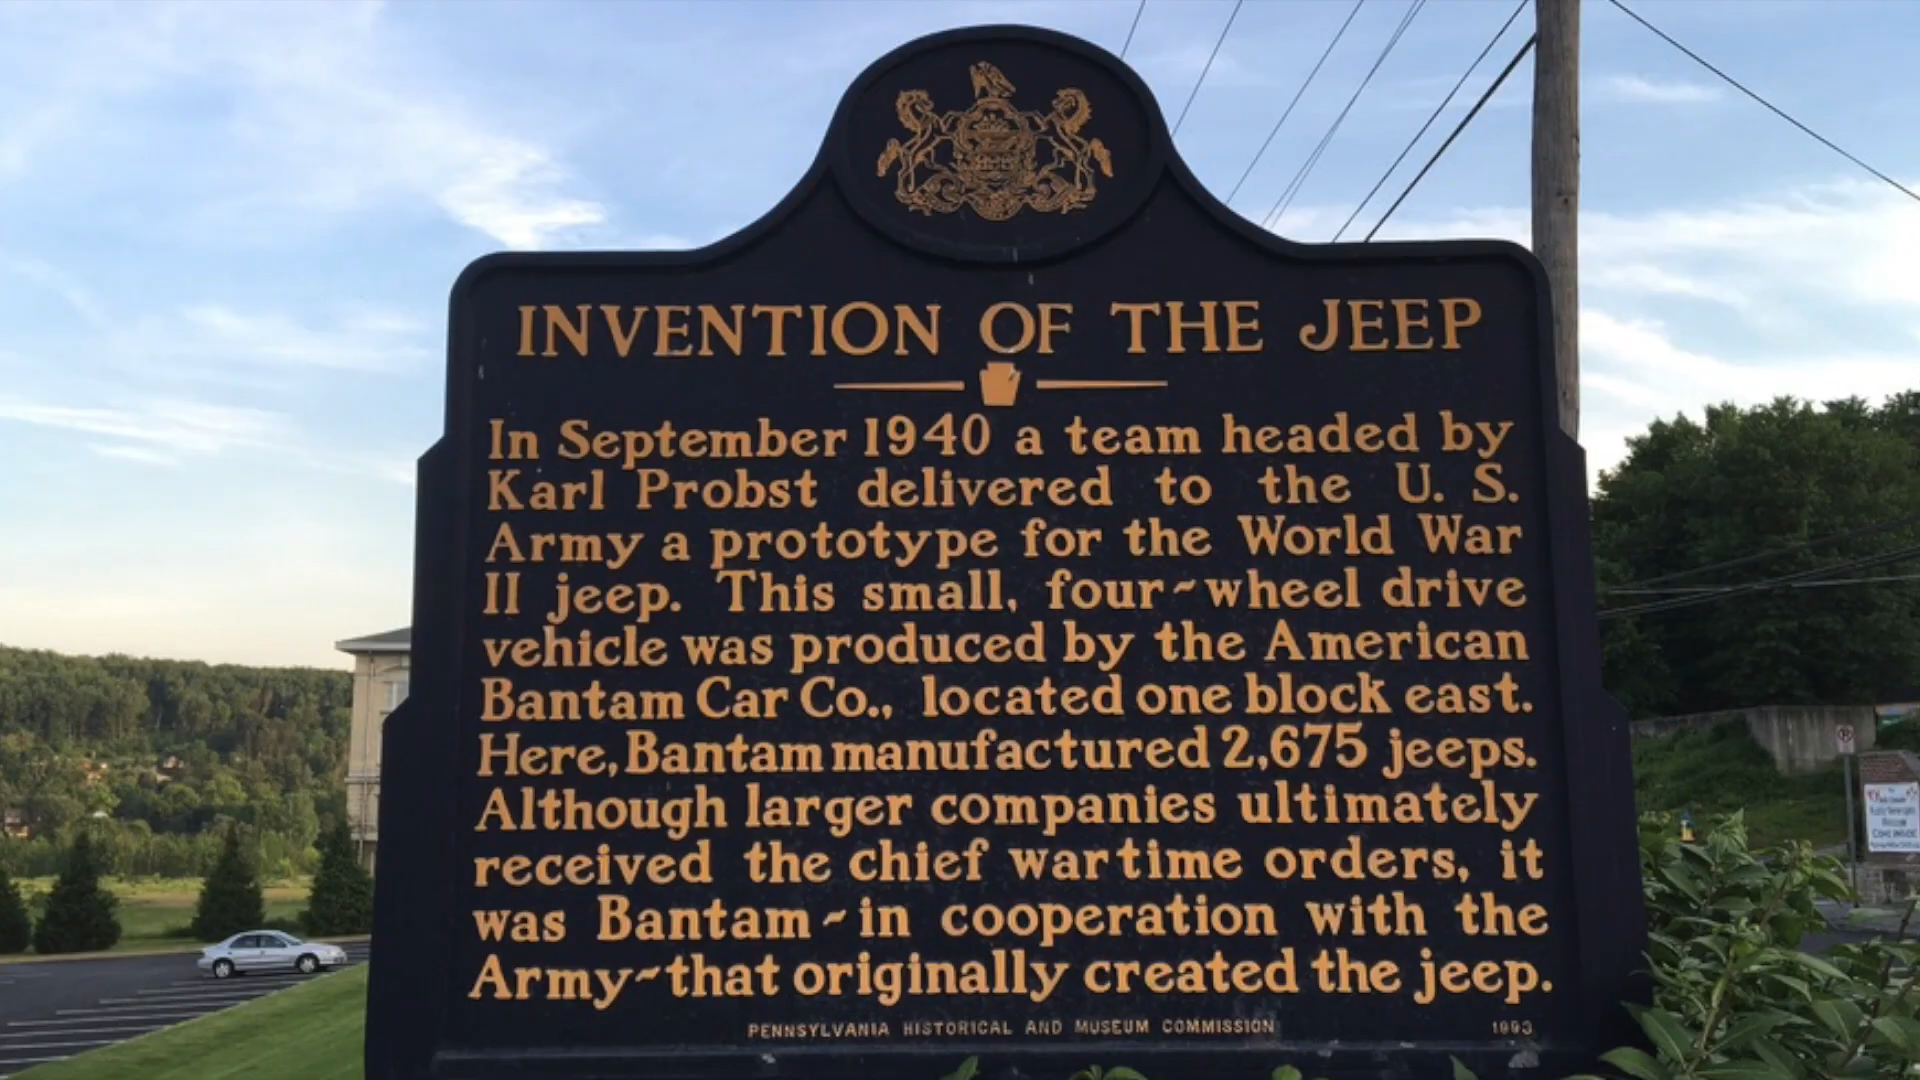 INVENTION OF THE JEEP
In September 1940 a team headed by
Karl Probst delivered to the U. S.
Army a prototype for the World War
II jeep. This small, four-wheel drive
vehicle was produced by the American
Bantam Car Co., located one block east.
Here, Bantam manufactured 2,675 jeeps.
Although larger companies ultimately
received the chief wartime orders, it
was Bantam-in cooperation with the
Army-that originally created the jeep.
PENNSYLVANIA HISTORICAL AND MUSEUM COMMISSION 1993